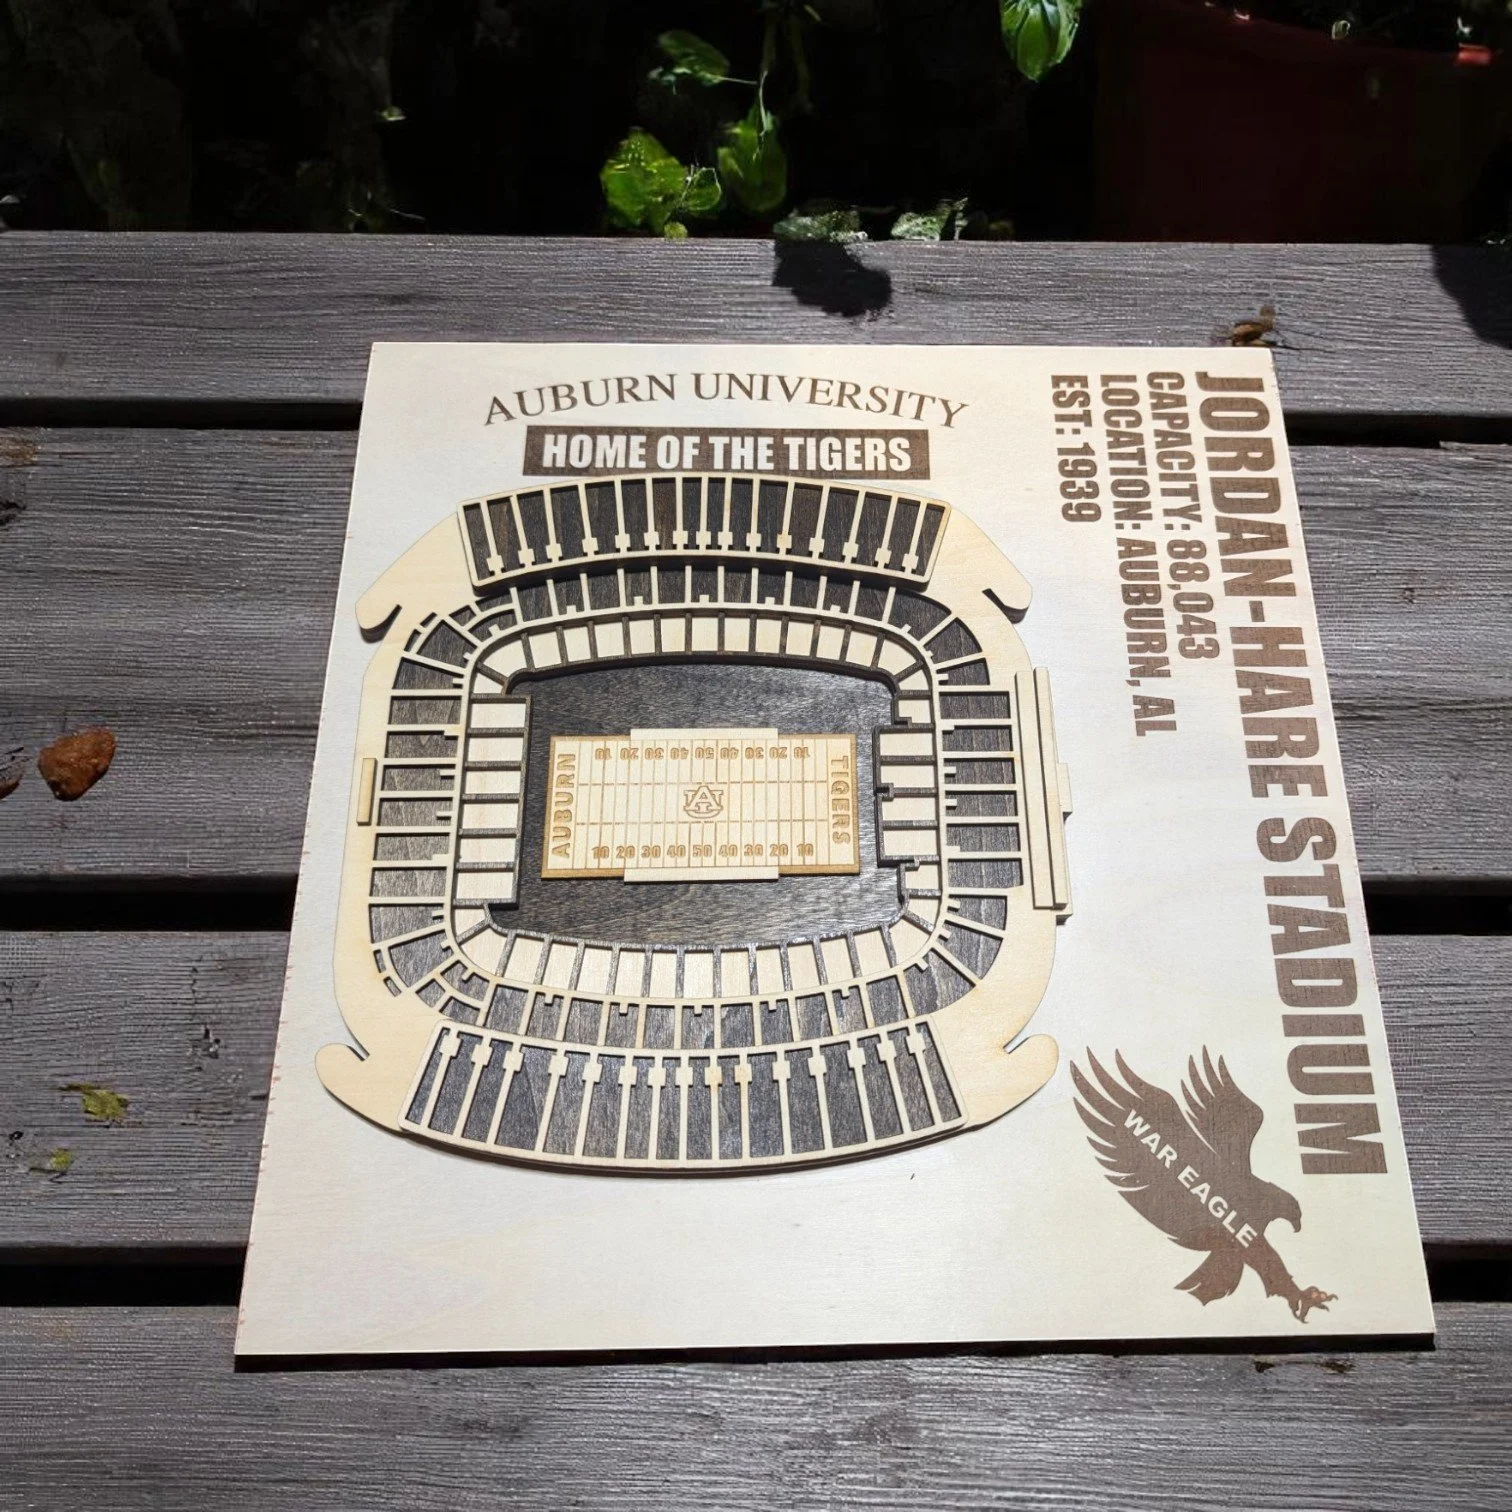 AUBURN UNIVERSITY
HOME OF THE TIGERS
JORDAN-HARE STADIUM
CAPACITY: 88,043
LOCATION: AUBURN, AL
EST: 1939
AUBURN
10 20 30 40 50 40 30 20 10
AU
10 20 30 40 50 40 30 20 10
TIGERS
WAR EAGLE